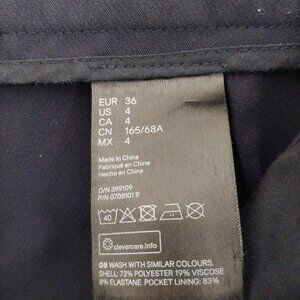 EUR 36
US 4
CA 4
CN 165/68A
MX 4
Made in China
Fabriqué en Chine
Hecho en China
O/N 399109
P/N 0708101 9
40
clevercare.info
GB WASH WITH SIMILAR COLOURS.
SHELL: 73% POLYESTER 19% VISCOSE
8% ELASTANE. POCKET LINING: 83%